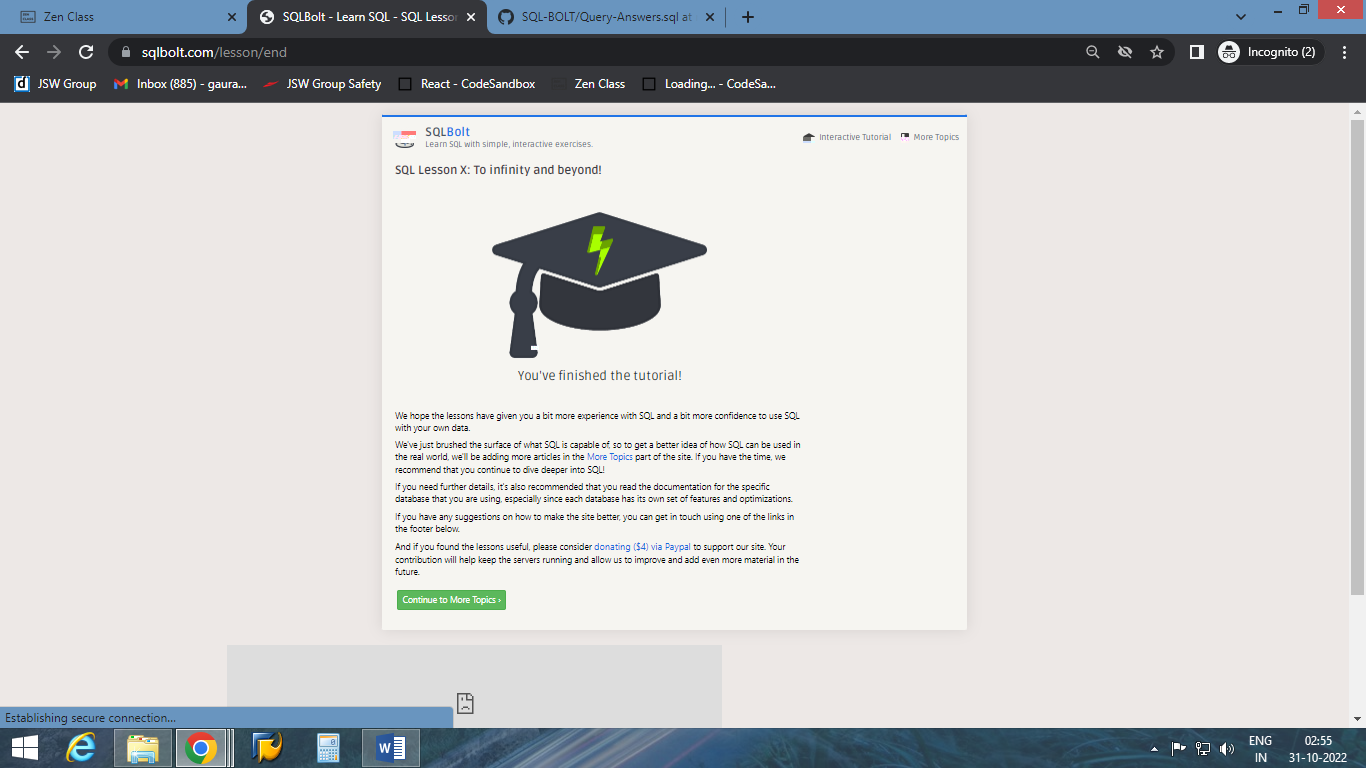 Zen Class
SQLBolt - Learn SQL - SQL Lesson
SQL-BOLT/Query-Answers.sql at
sqlbolt.com/lesson/end
Incognito (2)
JSW Group
Inbox (885) - gaura...
JSW Group Safety
React - CodeSandbox
Zen Class
Loading... - CodeSa...
SQLBolt
Learn SQL with simple, interactive exercises.
Interactive Tutorial
More Topics
SQL Lesson X: To infinity and beyond!
You've finished the tutorial!
We hope the lessons have given you a bit more experience with SQL and a bit more confidence to use SQL
with your own data.
We've just brushed the surface of what SQL is capable of, so to get a better idea of how SQL can be used in
the real world, we'll be adding more articles in the More Topics part of the site. If you have the time, we
recommend that you continue to dive deeper into SQL!
If you need further details, it's also recommended that you read the documentation for the specific
database that you are using, especially since each database has its own set of features and optimizations.
If you have any suggestions on how to make the site better, you can get in touch using one of the links in
the footer below.
And if you found the lessons useful, please consider donating ($4) via Paypal to support our site. Your
contribution will help keep the servers running and allow us to improve and add even more material in the
future.
Continue to More Topics ›
Establishing secure connection...
ENG
IN
02:55
31-10-2022